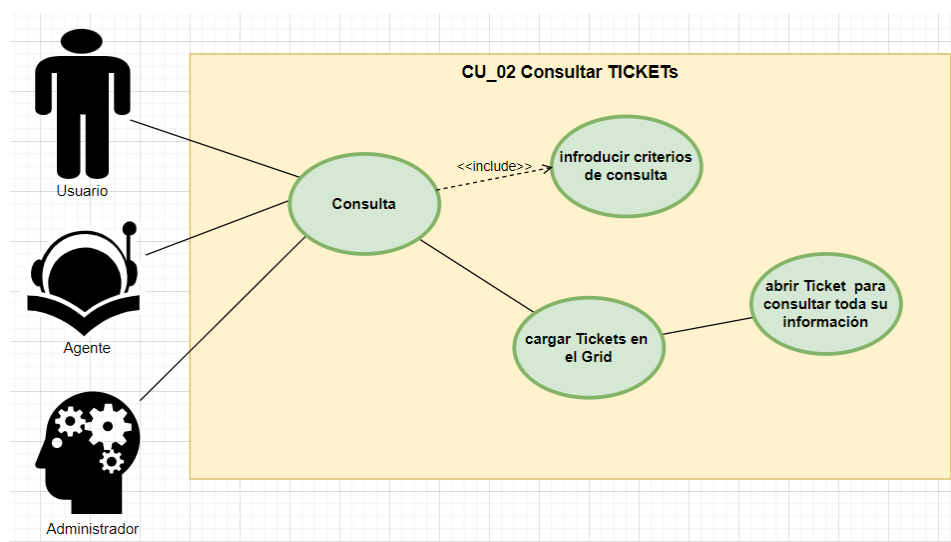 CU_02 Consultar TICKETs
Usuario
<<include>>
infroducir criterios
de consulta
Consulta
Agente
abrir Ticket para
consultar toda su
información
cargar Tickets en
el Grid
Administrador